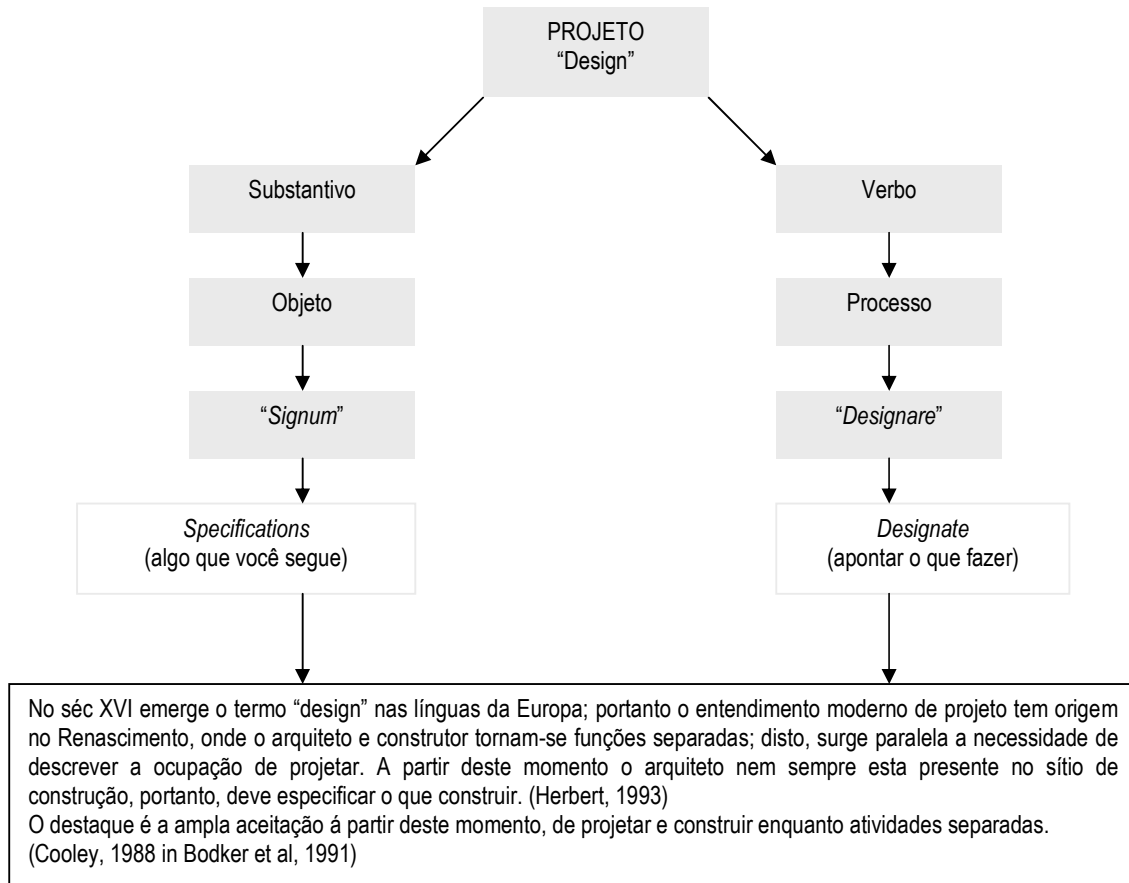 PROJETO
“Design”
Substantivo
Verbo
Objeto
Processo
“Signum”
“Designare”
Specifications
(algo que você segue)
Designate
(apontar o que fazer)
No séc XVI emerge o termo “design” nas línguas da Europa; portanto o entendimento moderno de projeto tem origem
no Renascimento, onde o arquiteto e construtor tornam-se funções separadas; disto, surge paralela a necessidade de
descrever a ocupação de projetar. A partir deste momento o arquiteto nem sempre esta presente no sítio de
construção, portanto, deve especificar o que construir. (Herbert, 1993)
O destaque é a ampla aceitação á partir deste momento, de projetar e construir enquanto atividades separadas.
(Cooley, 1988 in Bodker et al, 1991)